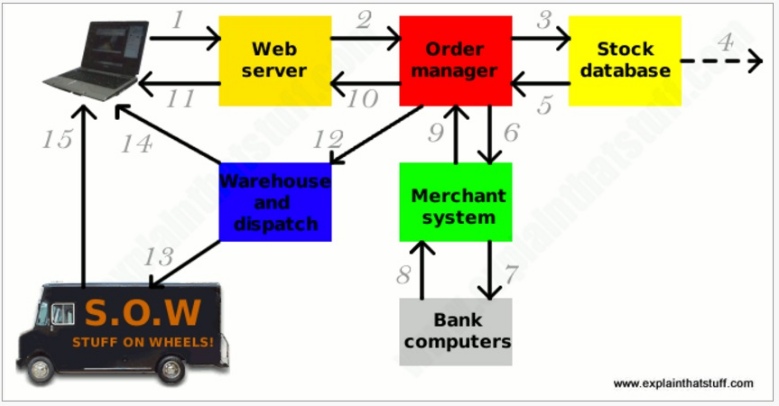 1
2
3
4
Web
server
Order
manager
Stock
database
11
10
5
15
14
12
9
6
Warehouse
and
dispatch
Merchant
system
13
8
7
S.O.W
STUFF ON WHEELS!
Bank
computers
www.explainthatstuff.com